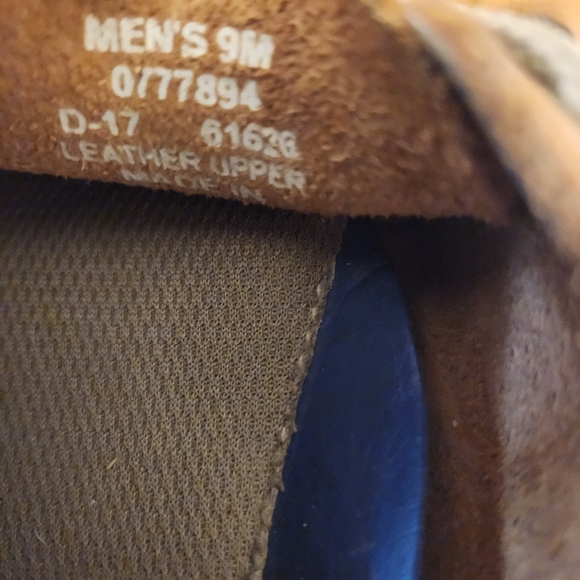 MEN'S 9M
0777894
D-17 61626
LEATHER UPPER
MADE IN